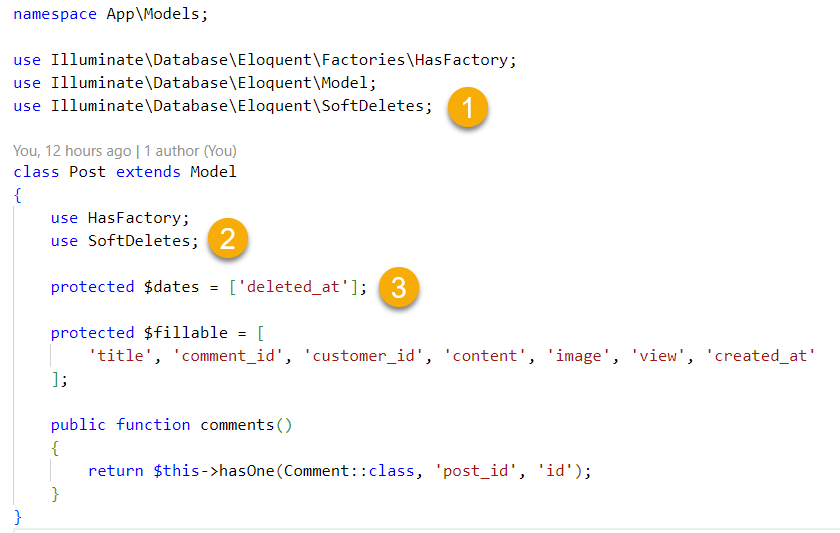 namespace App\Models;
use Illuminate\Database\Eloquent\Factories\HasFactory;
use Illuminate\Database\Eloquent\Model;
use Illuminate\Database\Eloquent\SoftDeletes; 1
You, 12 hours ago | 1 author (You)
class Post extends Model
{
    use HasFactory;
    use SoftDeletes; 2
    protected $dates = ['deleted_at']; 3
    protected $fillable = [
        'title', 'comment_id', 'customer_id', 'content', 'image', 'view', 'created_at'
    ];
    public function comments()
    {
        return $this->hasOne(Comment::class, 'post_id', 'id');
    }
}